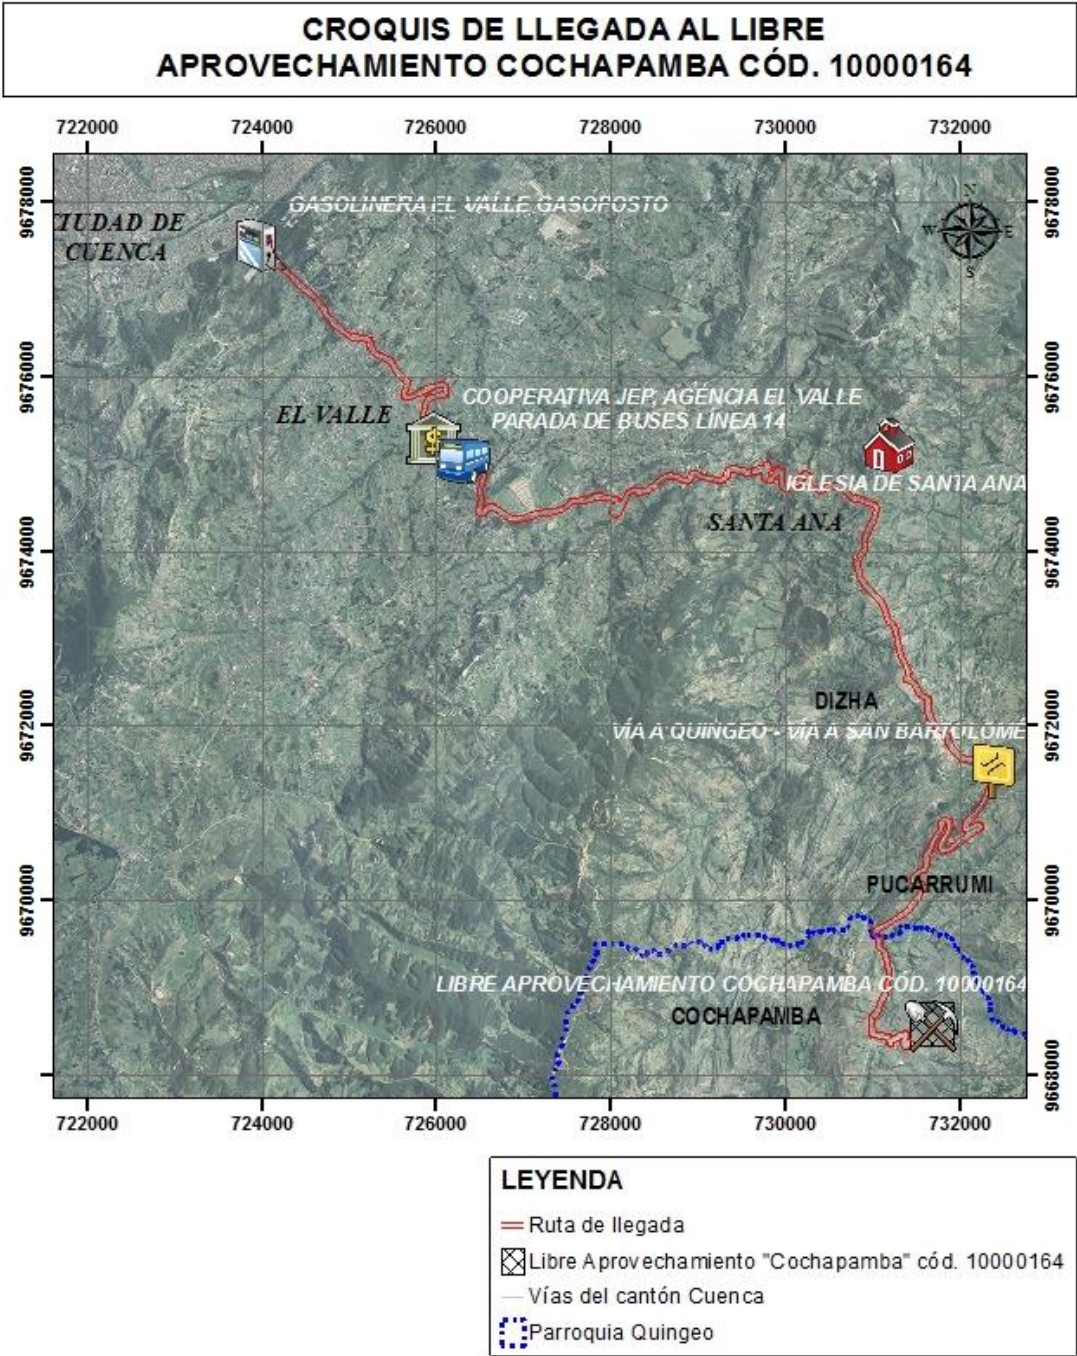 CROQUIS DE LLEGADA AL LIBRE
APROVECHAMIENTO COCHAPAMBA CÓD. 10000164
722000 724000 726000 728000 730000 732000
9678000 9678000
9676000 9676000
9674000 9674000
9672000 9672000
9670000 9670000
9668000
GASOLINERA EL VALLE GASOPOSTO
CIUDAD DE
CUENCA
N
W E
S
COOPERATIVA JEP, AGENCIA EL VALLE
PARADA DE BUSES LÍNEA 14
EL VALLE
$
IGLESIA DE SANTA ANA
SANTA ANA
DIZHA
VÍA A QUINGEO - VÍA A SAN BARTOLOMÉ
PUCARRUMI
LIBRE APROVECHAMIENTO COCHAPAMBA CÓD. 10000164
COCHAPAMBA
722000 724000 726000 728000 730000 732000
LEYENDA
Ruta de llegada
Libre Aprovechamiento "Cochapamba" cód. 10000164
Vías del cantón Cuenca
Parroquia Quingeo